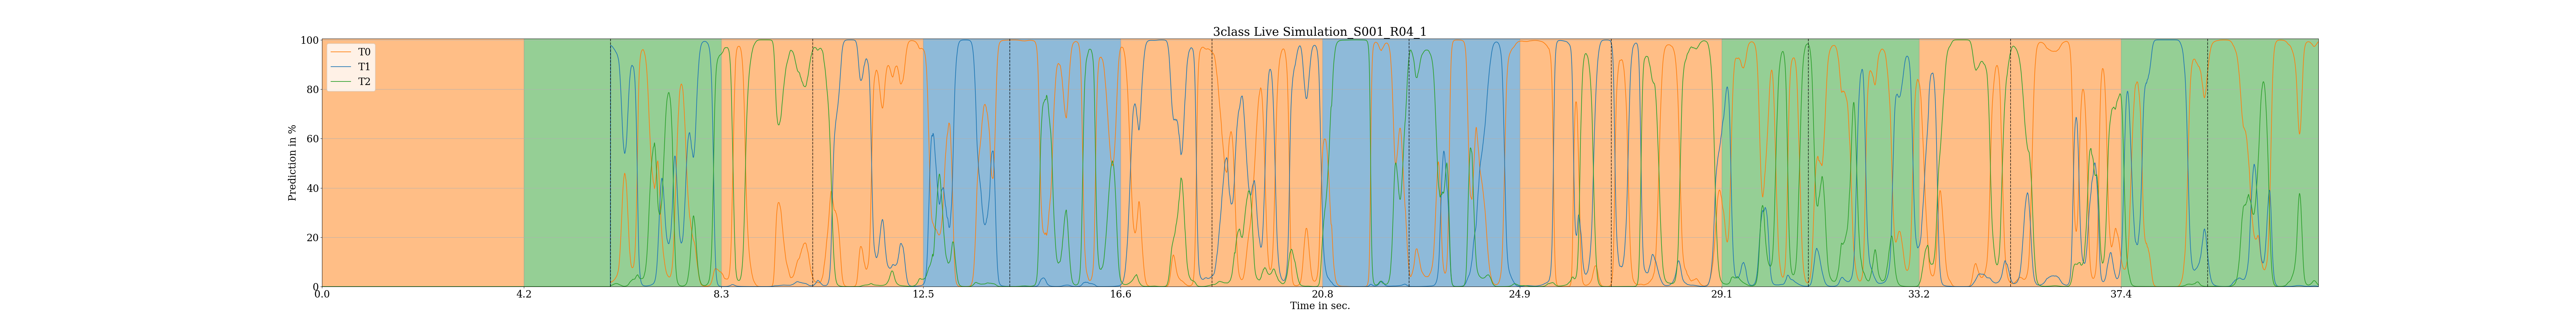 3class Live Simulation_S001_R04_1
T0
T1
T2
Prediction in %
100
80
60
40
20
0
0.0 4.2 8.3 12.5 16.6 20.8 24.9 29.1 33.2 37.4
Time in sec.